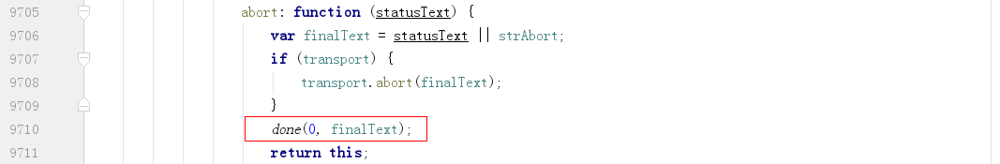 9705 abort: function (statusText) {
9706 var finalText = statusText || strAbort;
9707 if (transport) {
9708 transport.abort(finalText);
9709 }
9710 done(0, finalText);
9711 return this;